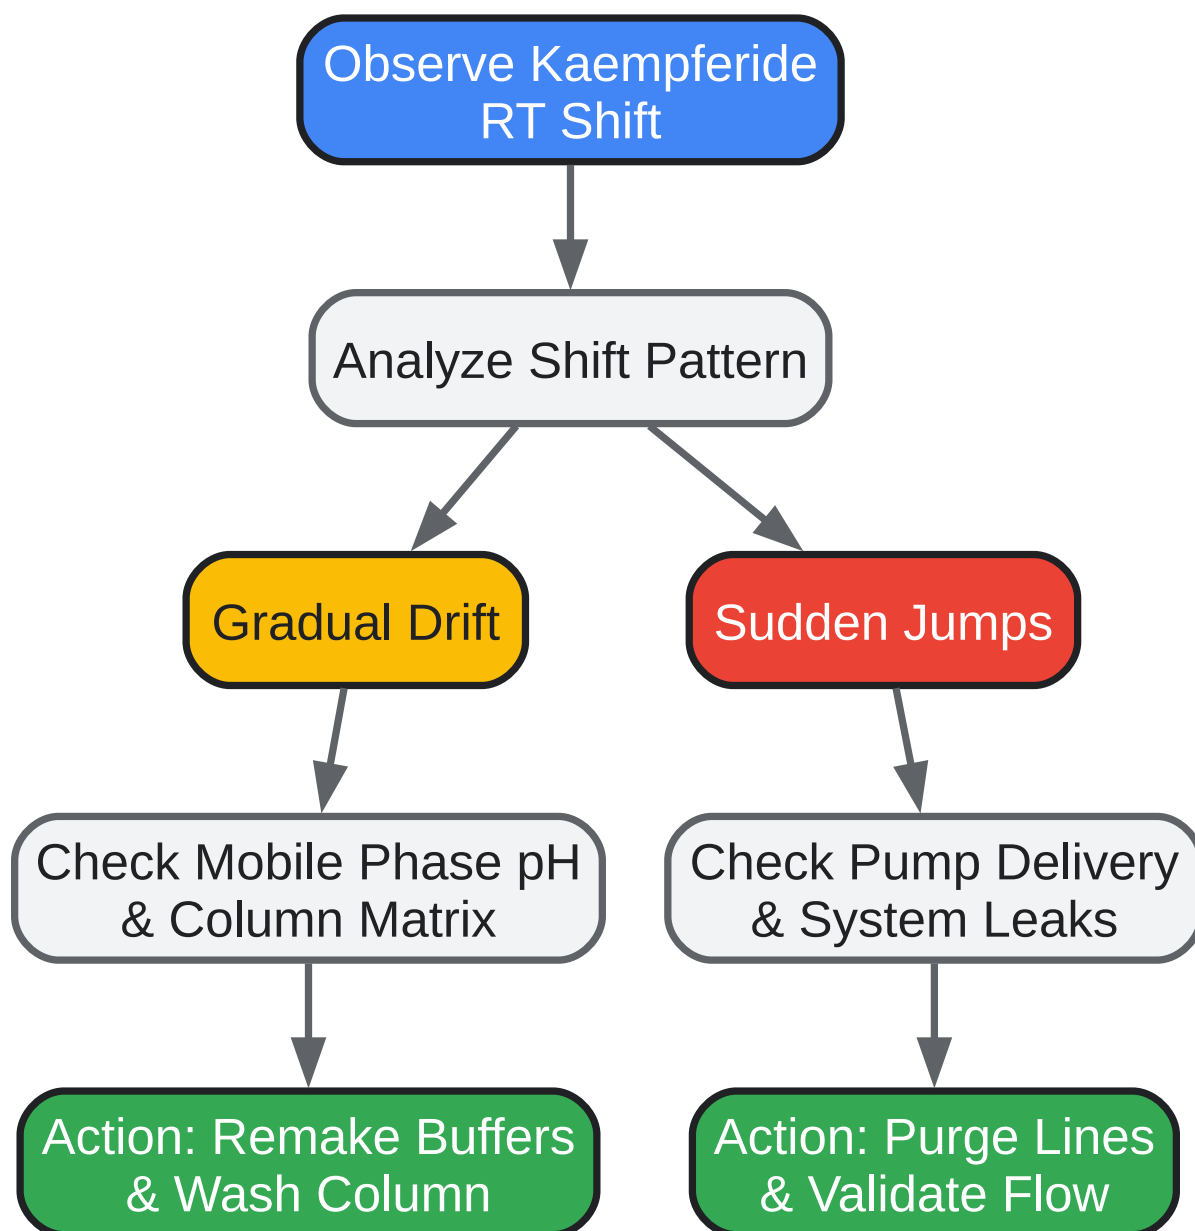 Observe Kaempferide
RT Shift
Analyze Shift Pattern
Gradual Drift
Sudden Jumps
Check Mobile Phase pH
& Column Matrix
Check Pump Delivery
& System Leaks
Action: Remake Buffers
& Wash Column
Action: Purge Lines
& Validate Flow